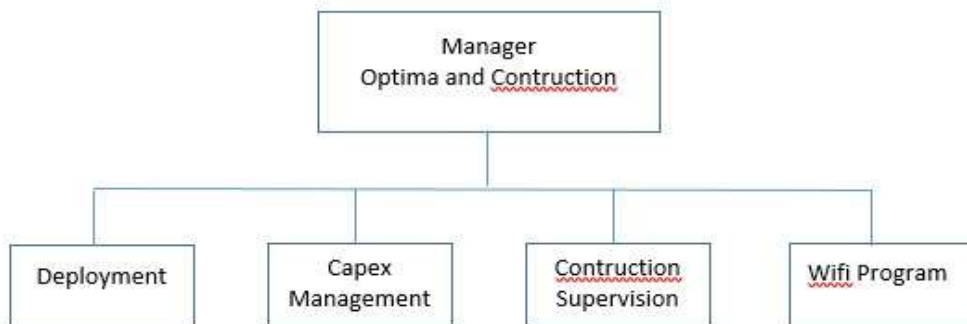 Manager
Optima and Contruction
Deployment
Capex
Management
Contruction
Supervision
Wifi Program